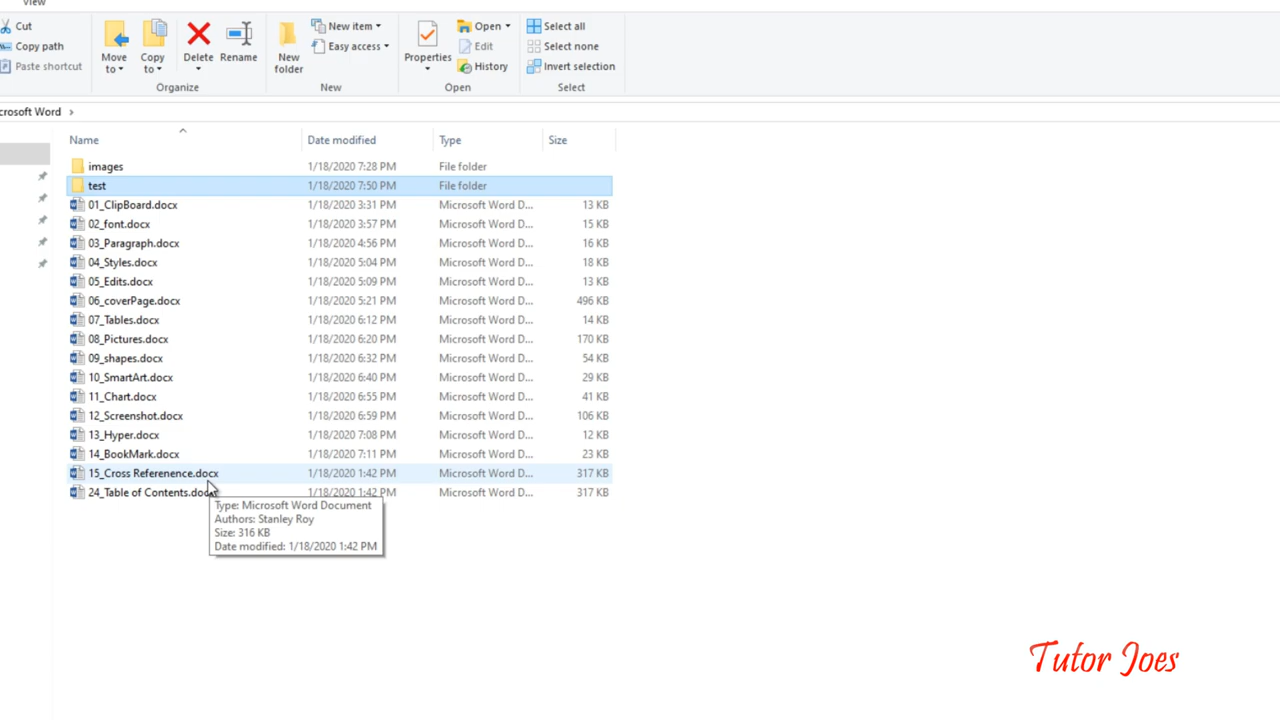 View
Cut
Copy path
Paste shortcut
Move to
Copy to
Delete
Rename
Organize
New folder
New item
Easy access
New
Properties
Open
Edit
History
Open
Select all
Select none
Invert selection
Select
crosoft Word >
Name Date modified Type Size
images 1/18/2020 7:28 PM File folder
test 1/18/2020 7:50 PM File folder
01_ClipBoard.docx 1/18/2020 3:31 PM Microsoft Word D... 13 KB
02_font.docx 1/18/2020 3:57 PM Microsoft Word D... 15 KB
03_Paragraph.docx 1/18/2020 4:56 PM Microsoft Word D... 16 KB
04_Styles.docx 1/18/2020 5:04 PM Microsoft Word D... 18 KB
05_Edits.docx 1/18/2020 5:09 PM Microsoft Word D... 13 KB
06_coverPage.docx 1/18/2020 5:21 PM Microsoft Word D... 496 KB
07_Tables.docx 1/18/2020 6:12 PM Microsoft Word D... 14 KB
08_Pictures.docx 1/18/2020 6:20 PM Microsoft Word D... 170 KB
09_shapes.docx 1/18/2020 6:32 PM Microsoft Word D... 54 KB
10_SmartArt.docx 1/18/2020 6:40 PM Microsoft Word D... 29 KB
11_Chart.docx 1/18/2020 6:55 PM Microsoft Word D... 41 KB
12_Screenshot.docx 1/18/2020 6:59 PM Microsoft Word D... 106 KB
13_Hyper.docx 1/18/2020 7:08 PM Microsoft Word D... 12 KB
14_BookMark.docx 1/18/2020 7:11 PM Microsoft Word D... 23 KB
15_Cross Referenence.docx 1/18/2020 1:42 PM Microsoft Word D... 317 KB
24_Table of Contents.docx 1/18/2020 1:42 PM Microsoft Word D... 317 KB
Type: Microsoft Word Document
Authors: Stanley Roy
Size: 316 KB
Date modified: 1/18/2020 1:42 PM
Tutor Joes